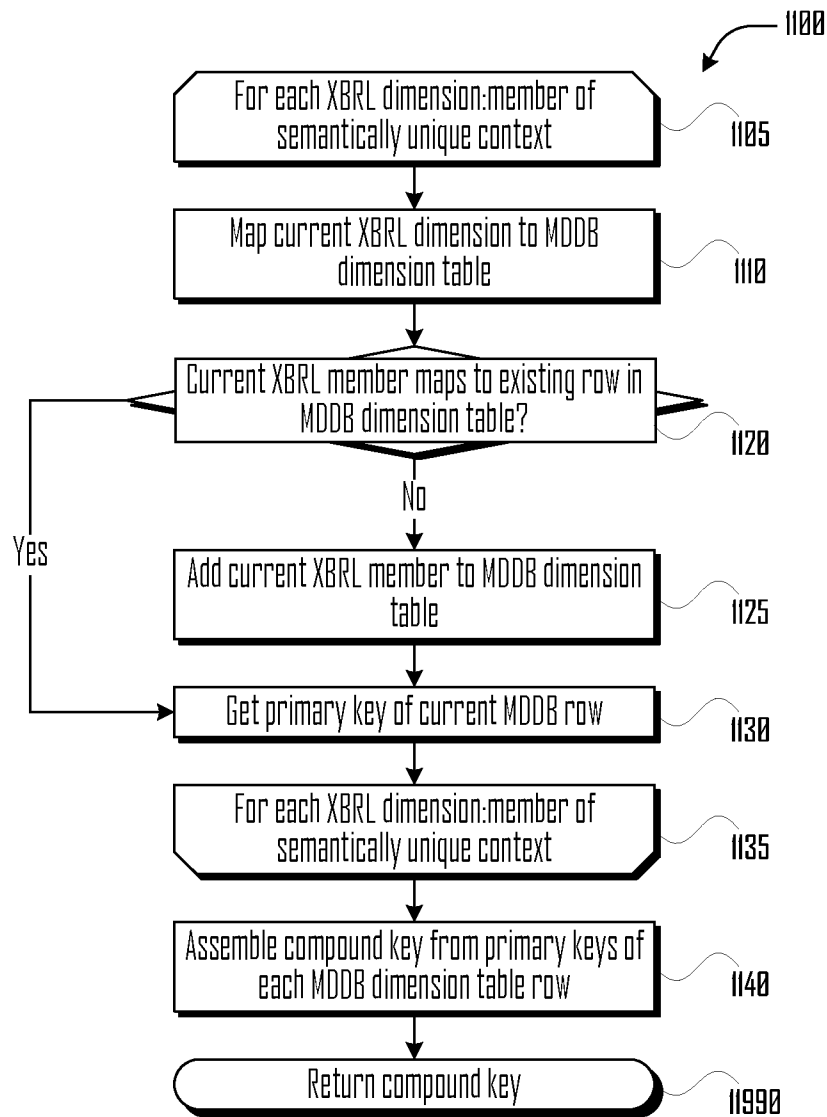 1100
For each XBRL dimension:member of
semantically unique context
1105
Map current XBRL dimension to MDDB
dimension table
1110
Current XBRL member maps to existing row in
MDDB dimension table?
1120
No
Yes
Add current XBRL member to MDDB dimension
table
1125
Get primary key of current MDDB row
1130
For each XBRL dimension:member of
semantically unique context
1135
Assemble compound key from primary keys of
each MDDB dimension table row
1140
Return compound key
11990